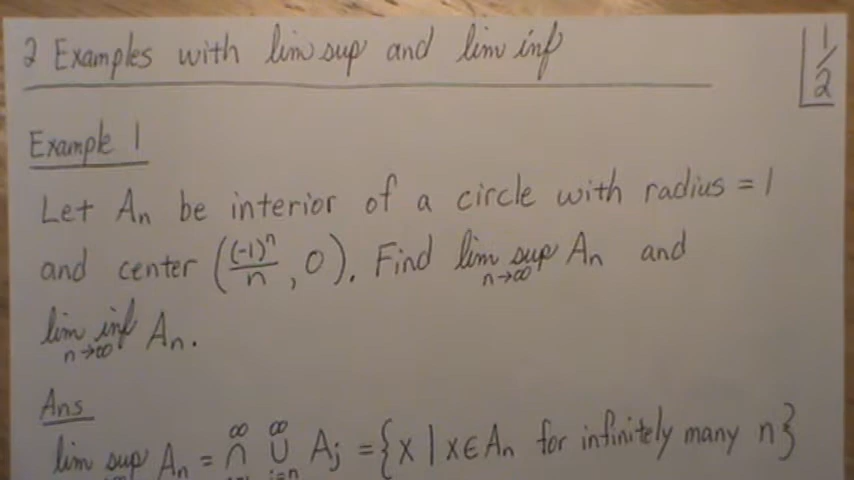 2 Examples with lim sup and lim inf
1/2
Example 1
Let An be interior of a circle with radius = 1
and center ((-1)^n/n, 0). Find lim sup n→∞ An and
lim inf n→∞ An.
Ans
lim sup An = ∩^∞ ∪^∞ j=n Aj = {x | x∈An for infinitely many n}